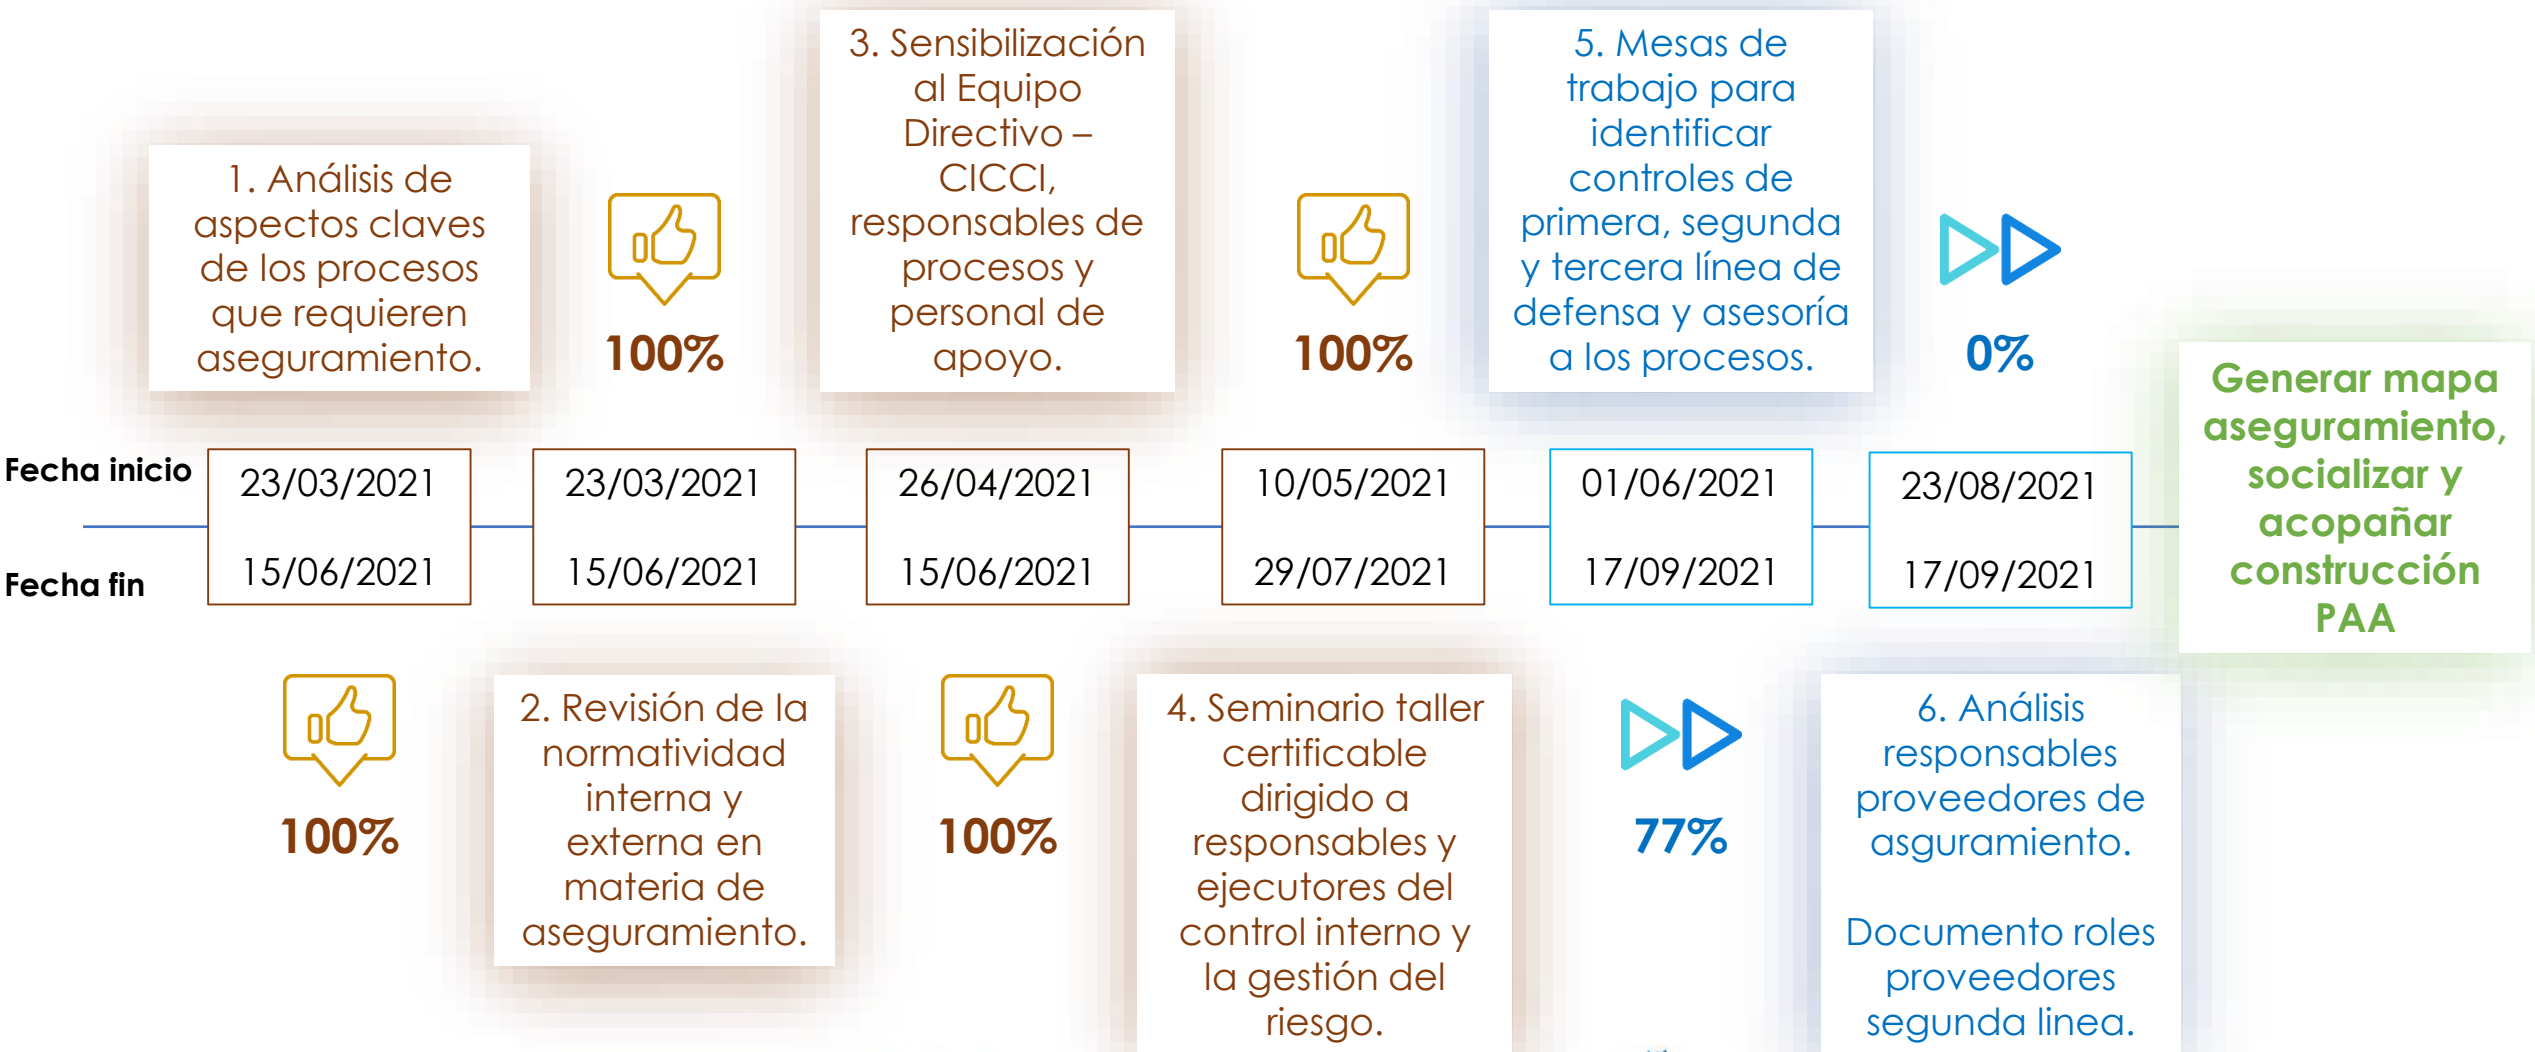 1. Análisis de
aspectos claves
de los procesos
que requieren
aseguramiento.
100%
3. Sensibilización
al Equipo
Directivo –
CICCI,
responsables de
procesos y
personal de
apoyo.
100%
5. Mesas de
trabajo para
identificar
controles de
primera, segunda
y tercera línea de
defensa y asesoría
a los procesos.
0%
Generar mapa
aseguramiento,
socializar y
acopañar
construcción
PAA
Fecha inicio
23/03/2021
23/03/2021
26/04/2021
10/05/2021
01/06/2021
23/08/2021
Fecha fin
15/06/2021
15/06/2021
15/06/2021
29/07/2021
17/09/2021
17/09/2021
100%
2. Revisión de la
normatividad
interna y
externa en
materia de
aseguramiento.
100%
4. Seminario taller
certificable
dirigido a
responsables y
ejecutores del
control interno y
la gestión del
riesgo.
77%
6. Análisis
responsables
proveedores de
asguramiento.
Documento roles
proveedores
segunda linea.